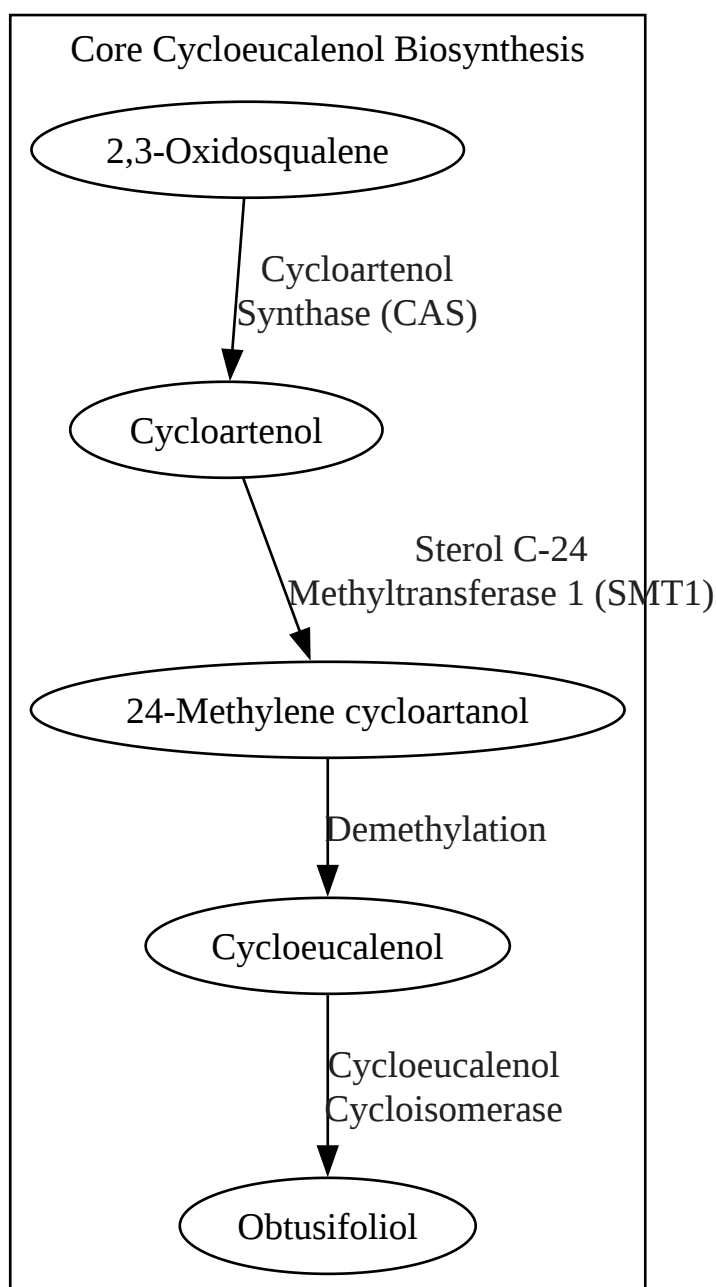 Core Cycloeucalenol Biosynthesis
2,3-Oxidosqualene
Cycloartenol
Synthase (CAS)
Cycloartenol
Sterol C-24
Methyltransferase 1 (SMT1)
24-Methylene cycloartanol
Demethylation
Cycloeucalenol
Cycloeucalenol
Cycloisomerase
Obtusifoliol